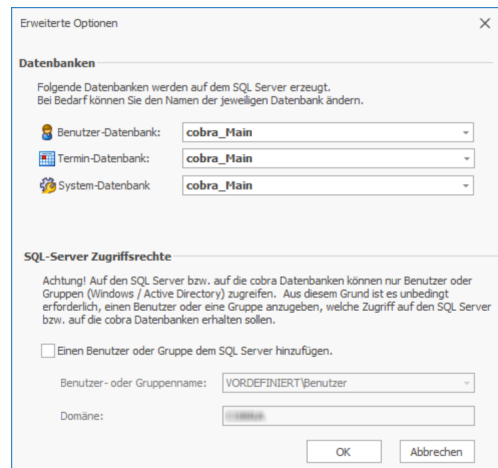 Erweiterte Optionen
Datenbanken
Folgende Datenbanken werden auf dem SQL Server erzeugt.
Bei Bedarf können Sie den Namen der jeweiligen Datenbank ändern.
Benutzer-Datenbank: cobra_Main
Termin-Datenbank: cobra_Main
System-Datenbank cobra_Main
SQL-Server Zugriffsrechte
Achtung! Auf den SQL Server bzw. auf die cobra Datenbanken können nur Benutzer oder
Gruppen (Windows / Active Directory) zugreifen. Aus diesem Grund ist es unbedingt
erforderlich, einen Benutzer oder eine Gruppe anzugeben, welche Zugriff auf den SQL Server
bzw. auf die cobra Datenbanken erhalten sollen.
Einen Benutzer oder Gruppe dem SQL Server hinzufügen.
Benutzer- oder Gruppenname: VORDEFINIERT\Benutzer
Domäne:
OK Abbrechen